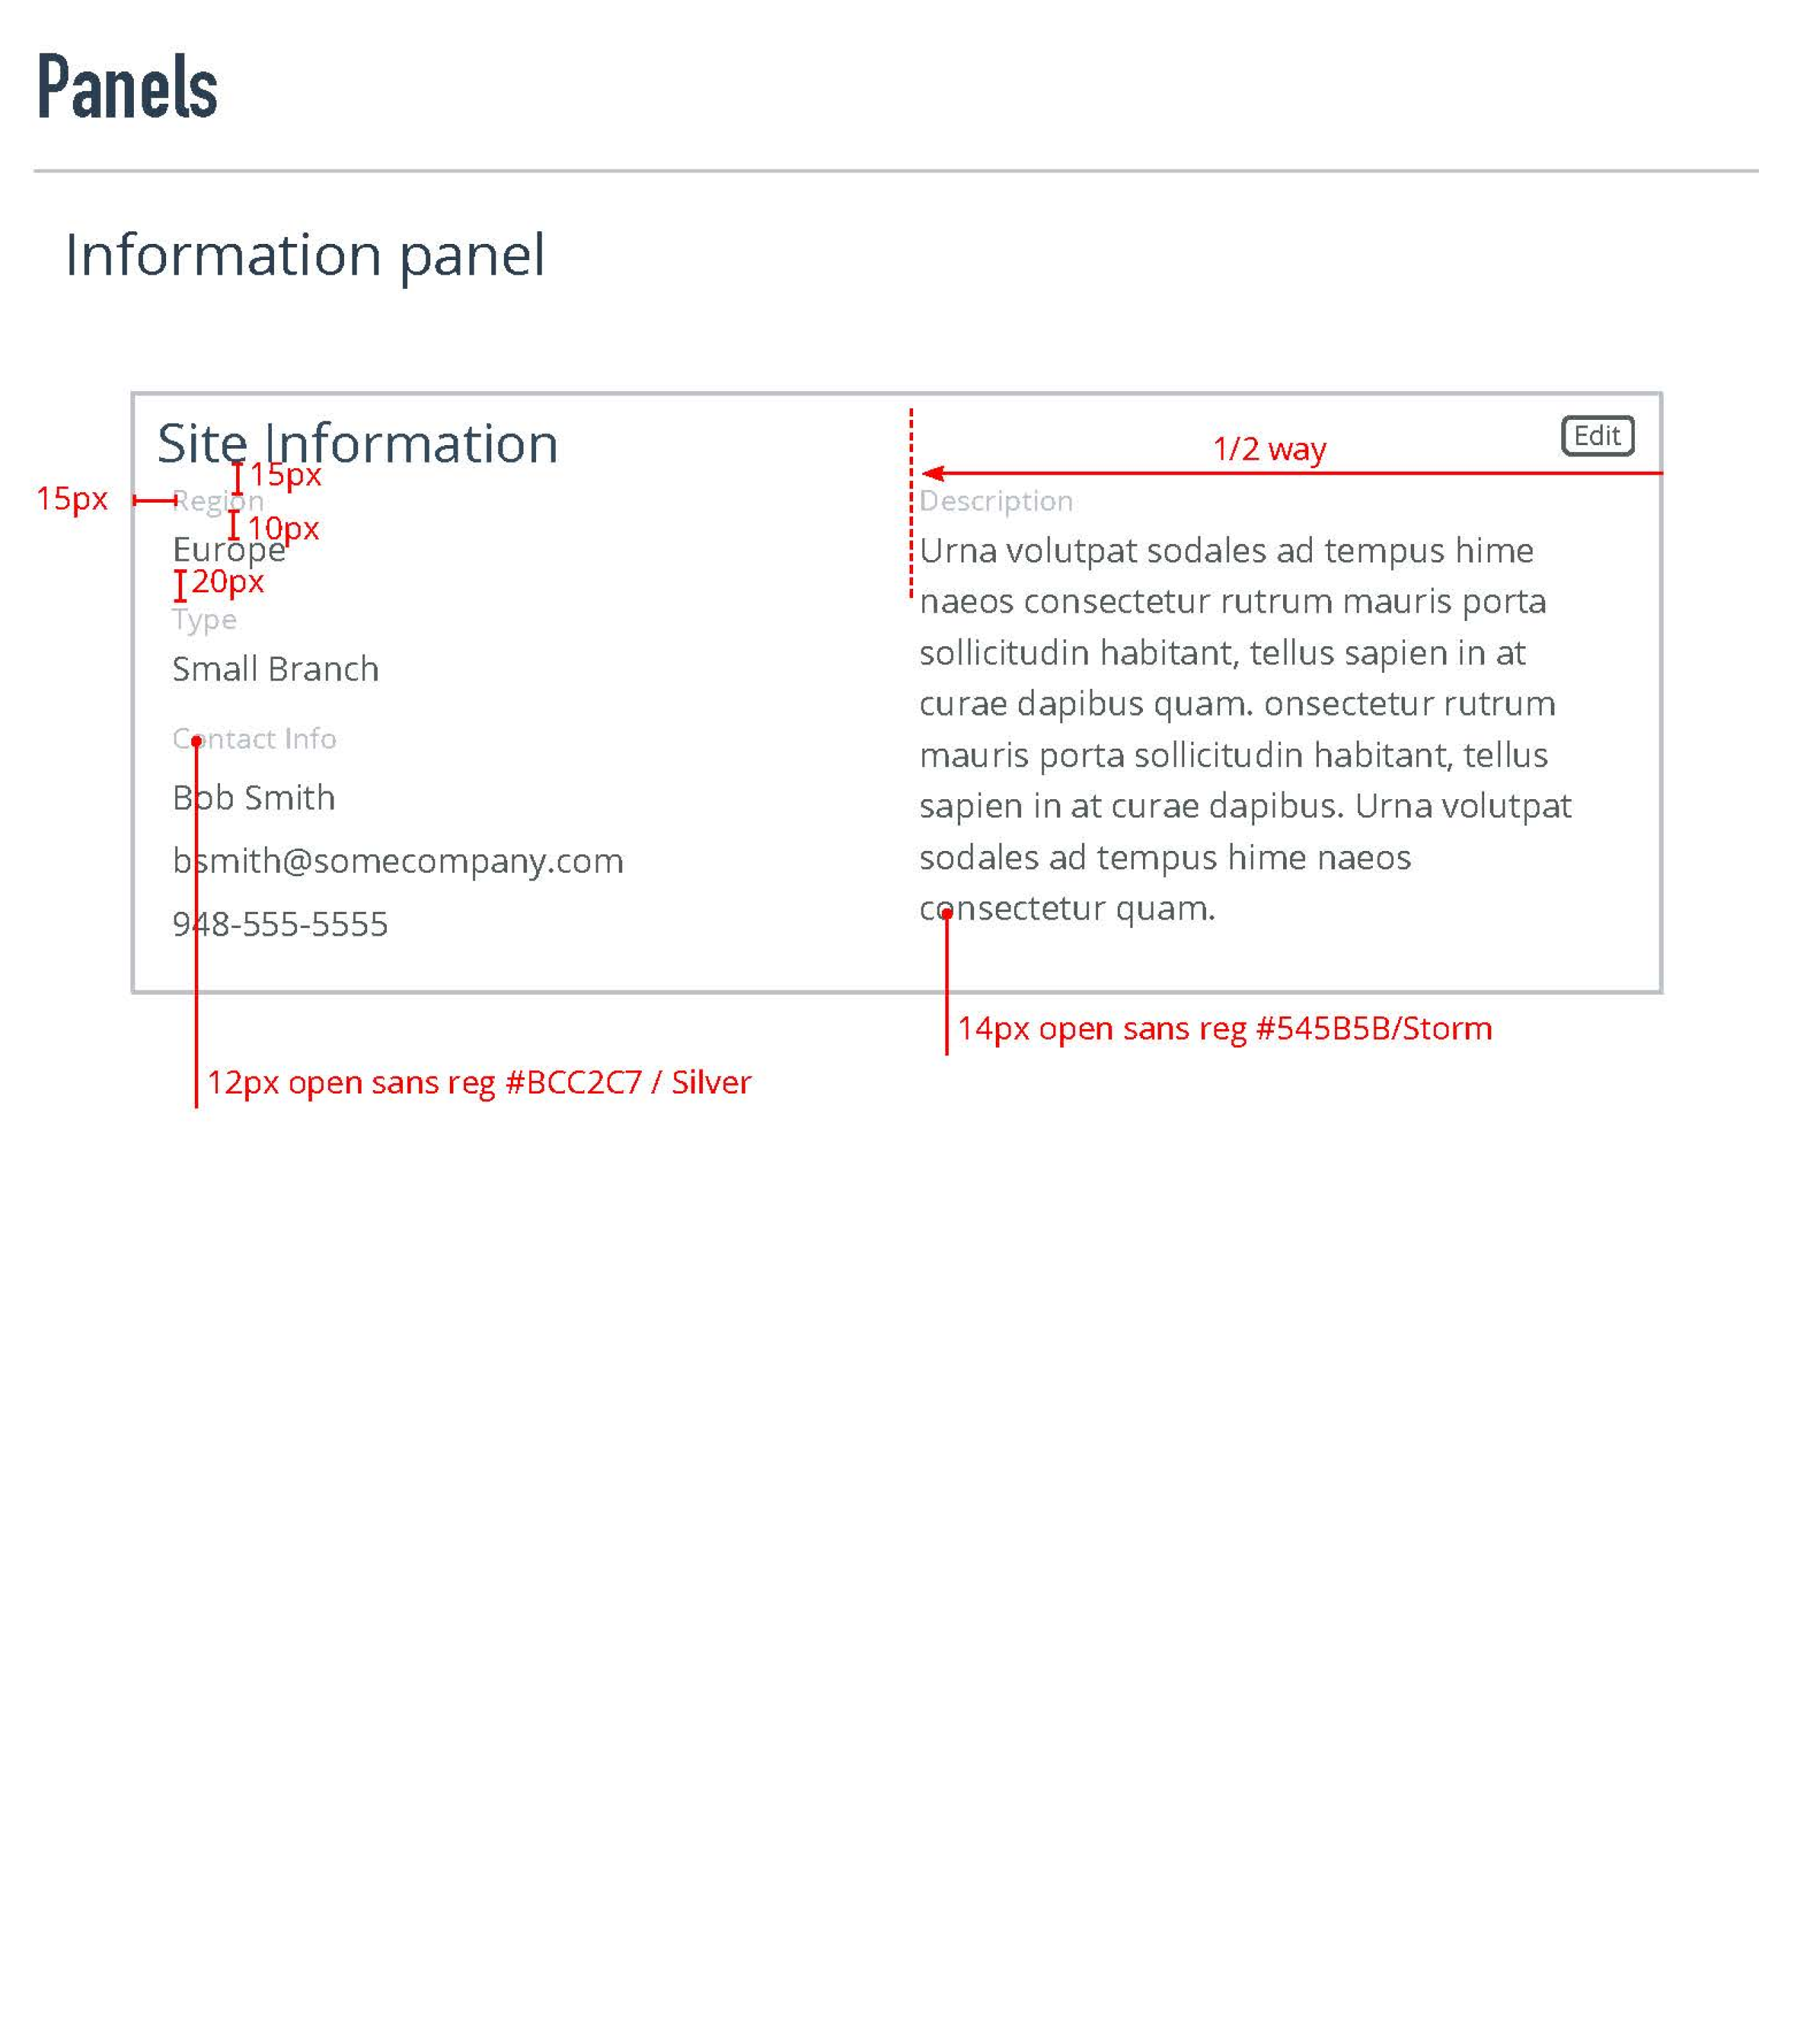 Panels
Information panel
Site Information
Edit
1/2 way
15px
15px
Region
10px
Europe
20px
Type
Small Branch
Contact Info
Bob Smith
bsmith@somecompany.com
948-555-5555
Description
Urna volutpat sodales ad tempus hime
naeos consectetur rutrum mauris porta
sollicitudin habitant, tellus sapien in at
curae dapibus quam. onsectetur rutrum
mauris porta sollicitudin habitant, tellus
sapien in at curae dapibus. Urna volutpat
sodales ad tempus hime naeos
consectetur quam.
14px open sans reg #545B5B/Storm
12px open sans reg #BCC2C7 / Silver